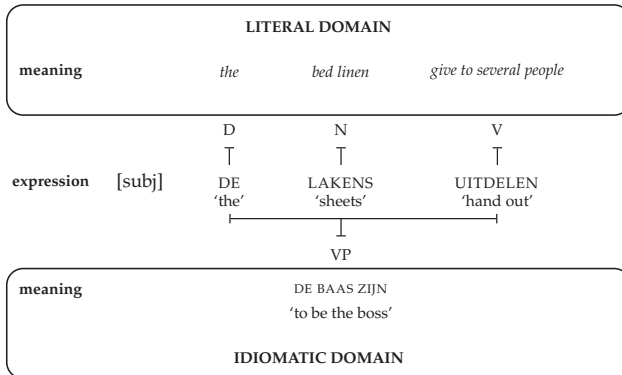 LITERAL DOMAIN
meaning the bed linen give to several people
D N V
expression [subj] DE LAKENS UITDELEN
'the' 'sheets' 'hand out'
VP
meaning DE BAAS ZIJN
'to be the boss'
IDIOMATIC DOMAIN